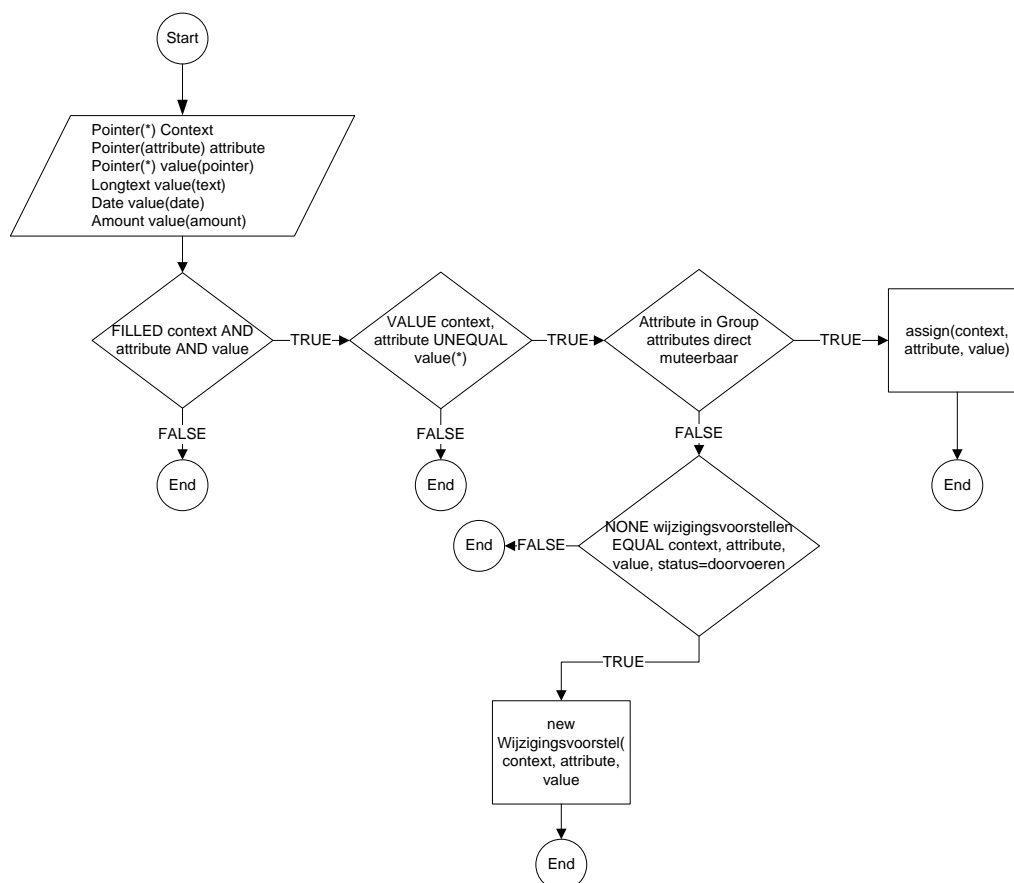 Start
Pointer(*) Context
Pointer(attribute) attribute
Pointer(*) value(pointer)
Longtext value(text)
Date value(date)
Amount value(amount)
FILLED context AND
attribute AND value
TRUE
VALUE context,
attribute UNEQUAL
value(*)
TRUE
Attribute in Group
attributes direct
muteerbaar
TRUE
assign(context,
attribute, value)
FALSE
FALSE
FALSE
End
End
End
NONE wijzigingsvoorstellen
EQUAL context, attribute,
value, status=doorvoeren
FALSE
End
TRUE
new
Wijzigingsvoorstel(
context, attribute,
value
End